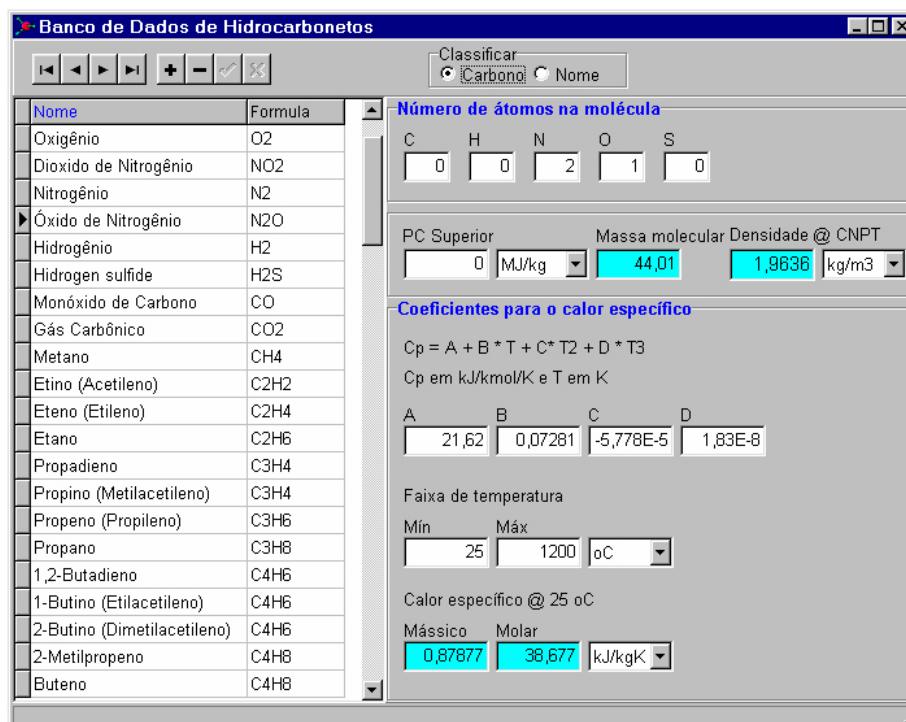 Banco de Dados de Hidrocarbonetos
Classificar
Carbono Nome
Nome Formula
Oxigênio O2
Dioxido de Nitrogênio NO2
Nitrogênio N2
Óxido de Nitrogênio N2O
Hidrogênio H2
Hidrogen sulfide H2S
Monóxido de Carbono CO
Gás Carbônico CO2
Metano CH4
Etino (Acetileno) C2H2
Eteno (Etileno) C2H4
Etano C2H6
Propadieno C3H4
Propino (Metilacetileno) C3H4
Propeno (Propileno) C3H6
Propano C3H8
1,2-Butadieno C4H6
1-Butino (Etilacetileno) C4H6
2-Butino (Dimetilacetileno) C4H6
2-Metilpropeno C4H8
Buteno C4H8
Número de átomos na molécula
C H N O S
0 0 2 1 0
PC Superior Massa molecular Densidade @ CNPT
0 MJ/kg 44,01 1,9636 kg/m3
Coeficientes para o calor específico
Cp = A + B * T + C* T2 + D * T3
Cp em kJ/kmol/K e T em K
A B C D
21,62 0,07281 -5,778E-5 1,83E-8
Faixa de temperatura
Mín Máx
25 1200 oC
Calor específico @ 25 oC
Mássico Molar
0,87877 38,677 kJ/kgK